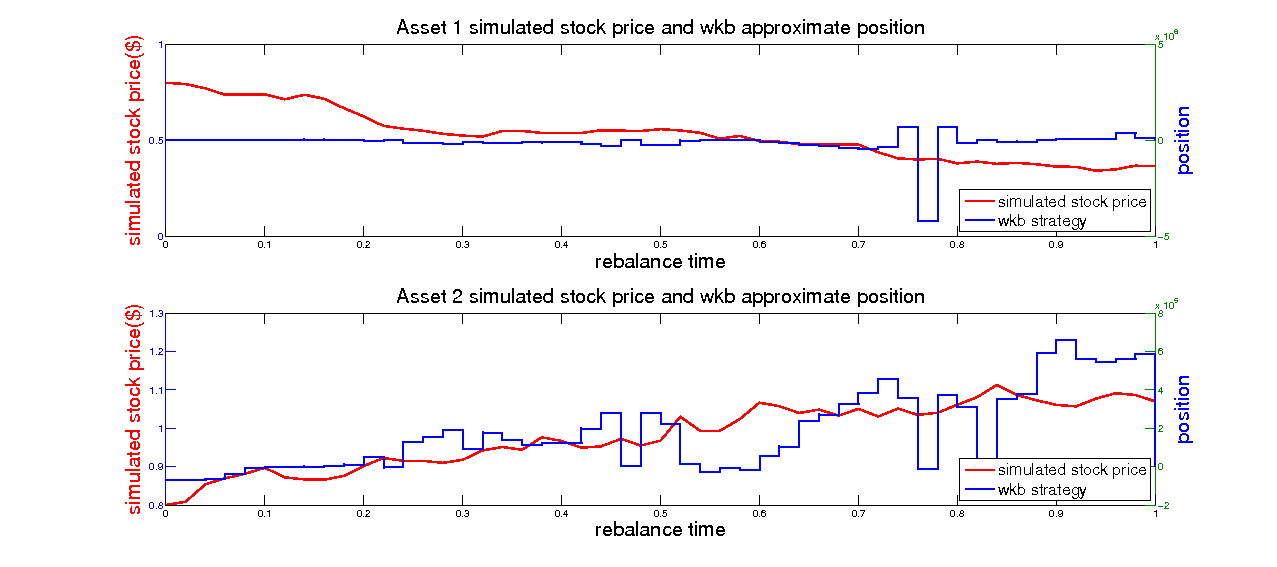 Asset 1 simulated stock price and wkb approximate position
x 10
simulated stock price($)
1
0.5
0
5
0
-5
position
simulated stock price
wkb strategy
0 0.1 0.2 0.3 0.4 0.5 0.6 0.7 0.8 0.9 1
rebalance time
Asset 2 simulated stock price and wkb approximate position
x 10
simulated stock price($)
1.3
1.2
1.1
1
0.9
0.8
8
6
4
2
0
-2
position
simulated stock price
wkb strategy
0 0.1 0.2 0.3 0.4 0.5 0.6 0.7 0.8 0.9 1
rebalance time